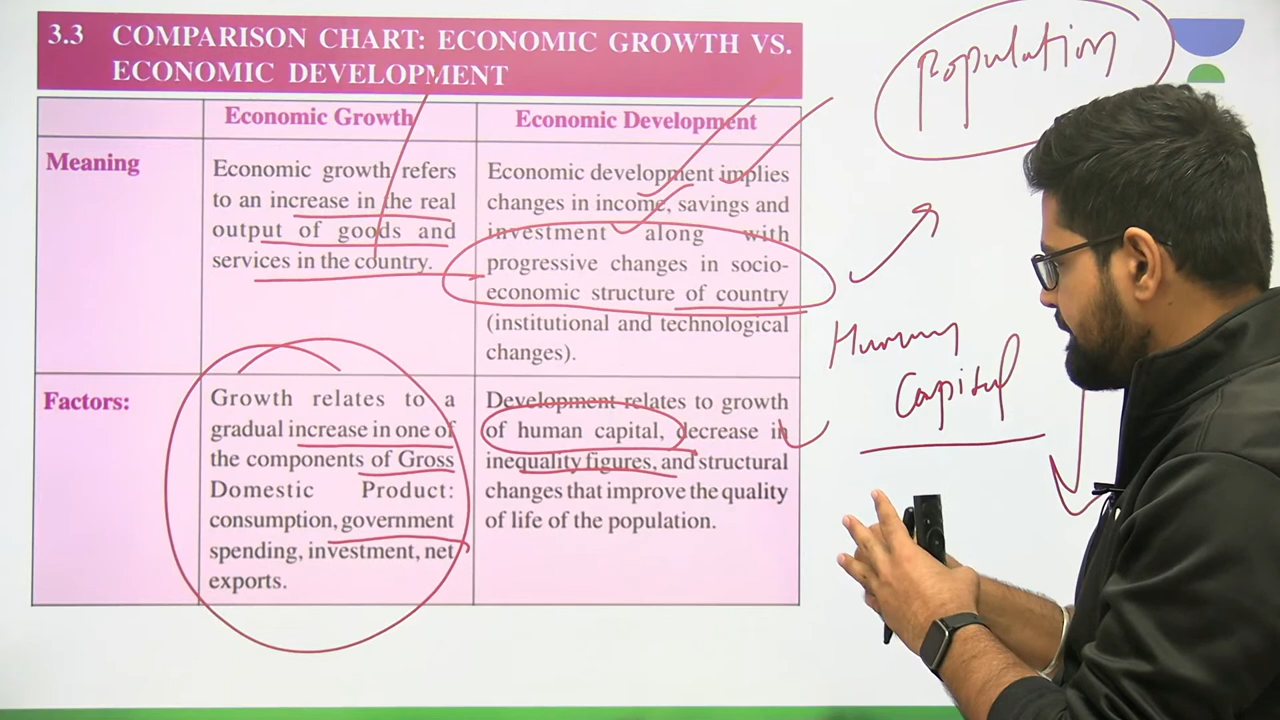 3.3 COMPARISON CHART: ECONOMIC GROWTH VS.
ECONOMIC DEVELOPMENT
Economic Growth
Economic Development
Meaning
Economic growth refers
to an increase in the real
output of goods and
services in the country.
Economic development implies
changes in income, savings and
investment along with
progressive changes in socio-
economic structure of country
(institutional and technological
changes).
Factors:
Growth relates to a
gradual increase in one of
the components of Gross
Domestic Product:
consumption, government
spending, investment, net
exports.
Development relates to growth
of human capital, decrease in
inequality figures, and structural
changes that improve the quality
of life of the population.
Population
Human
Capital